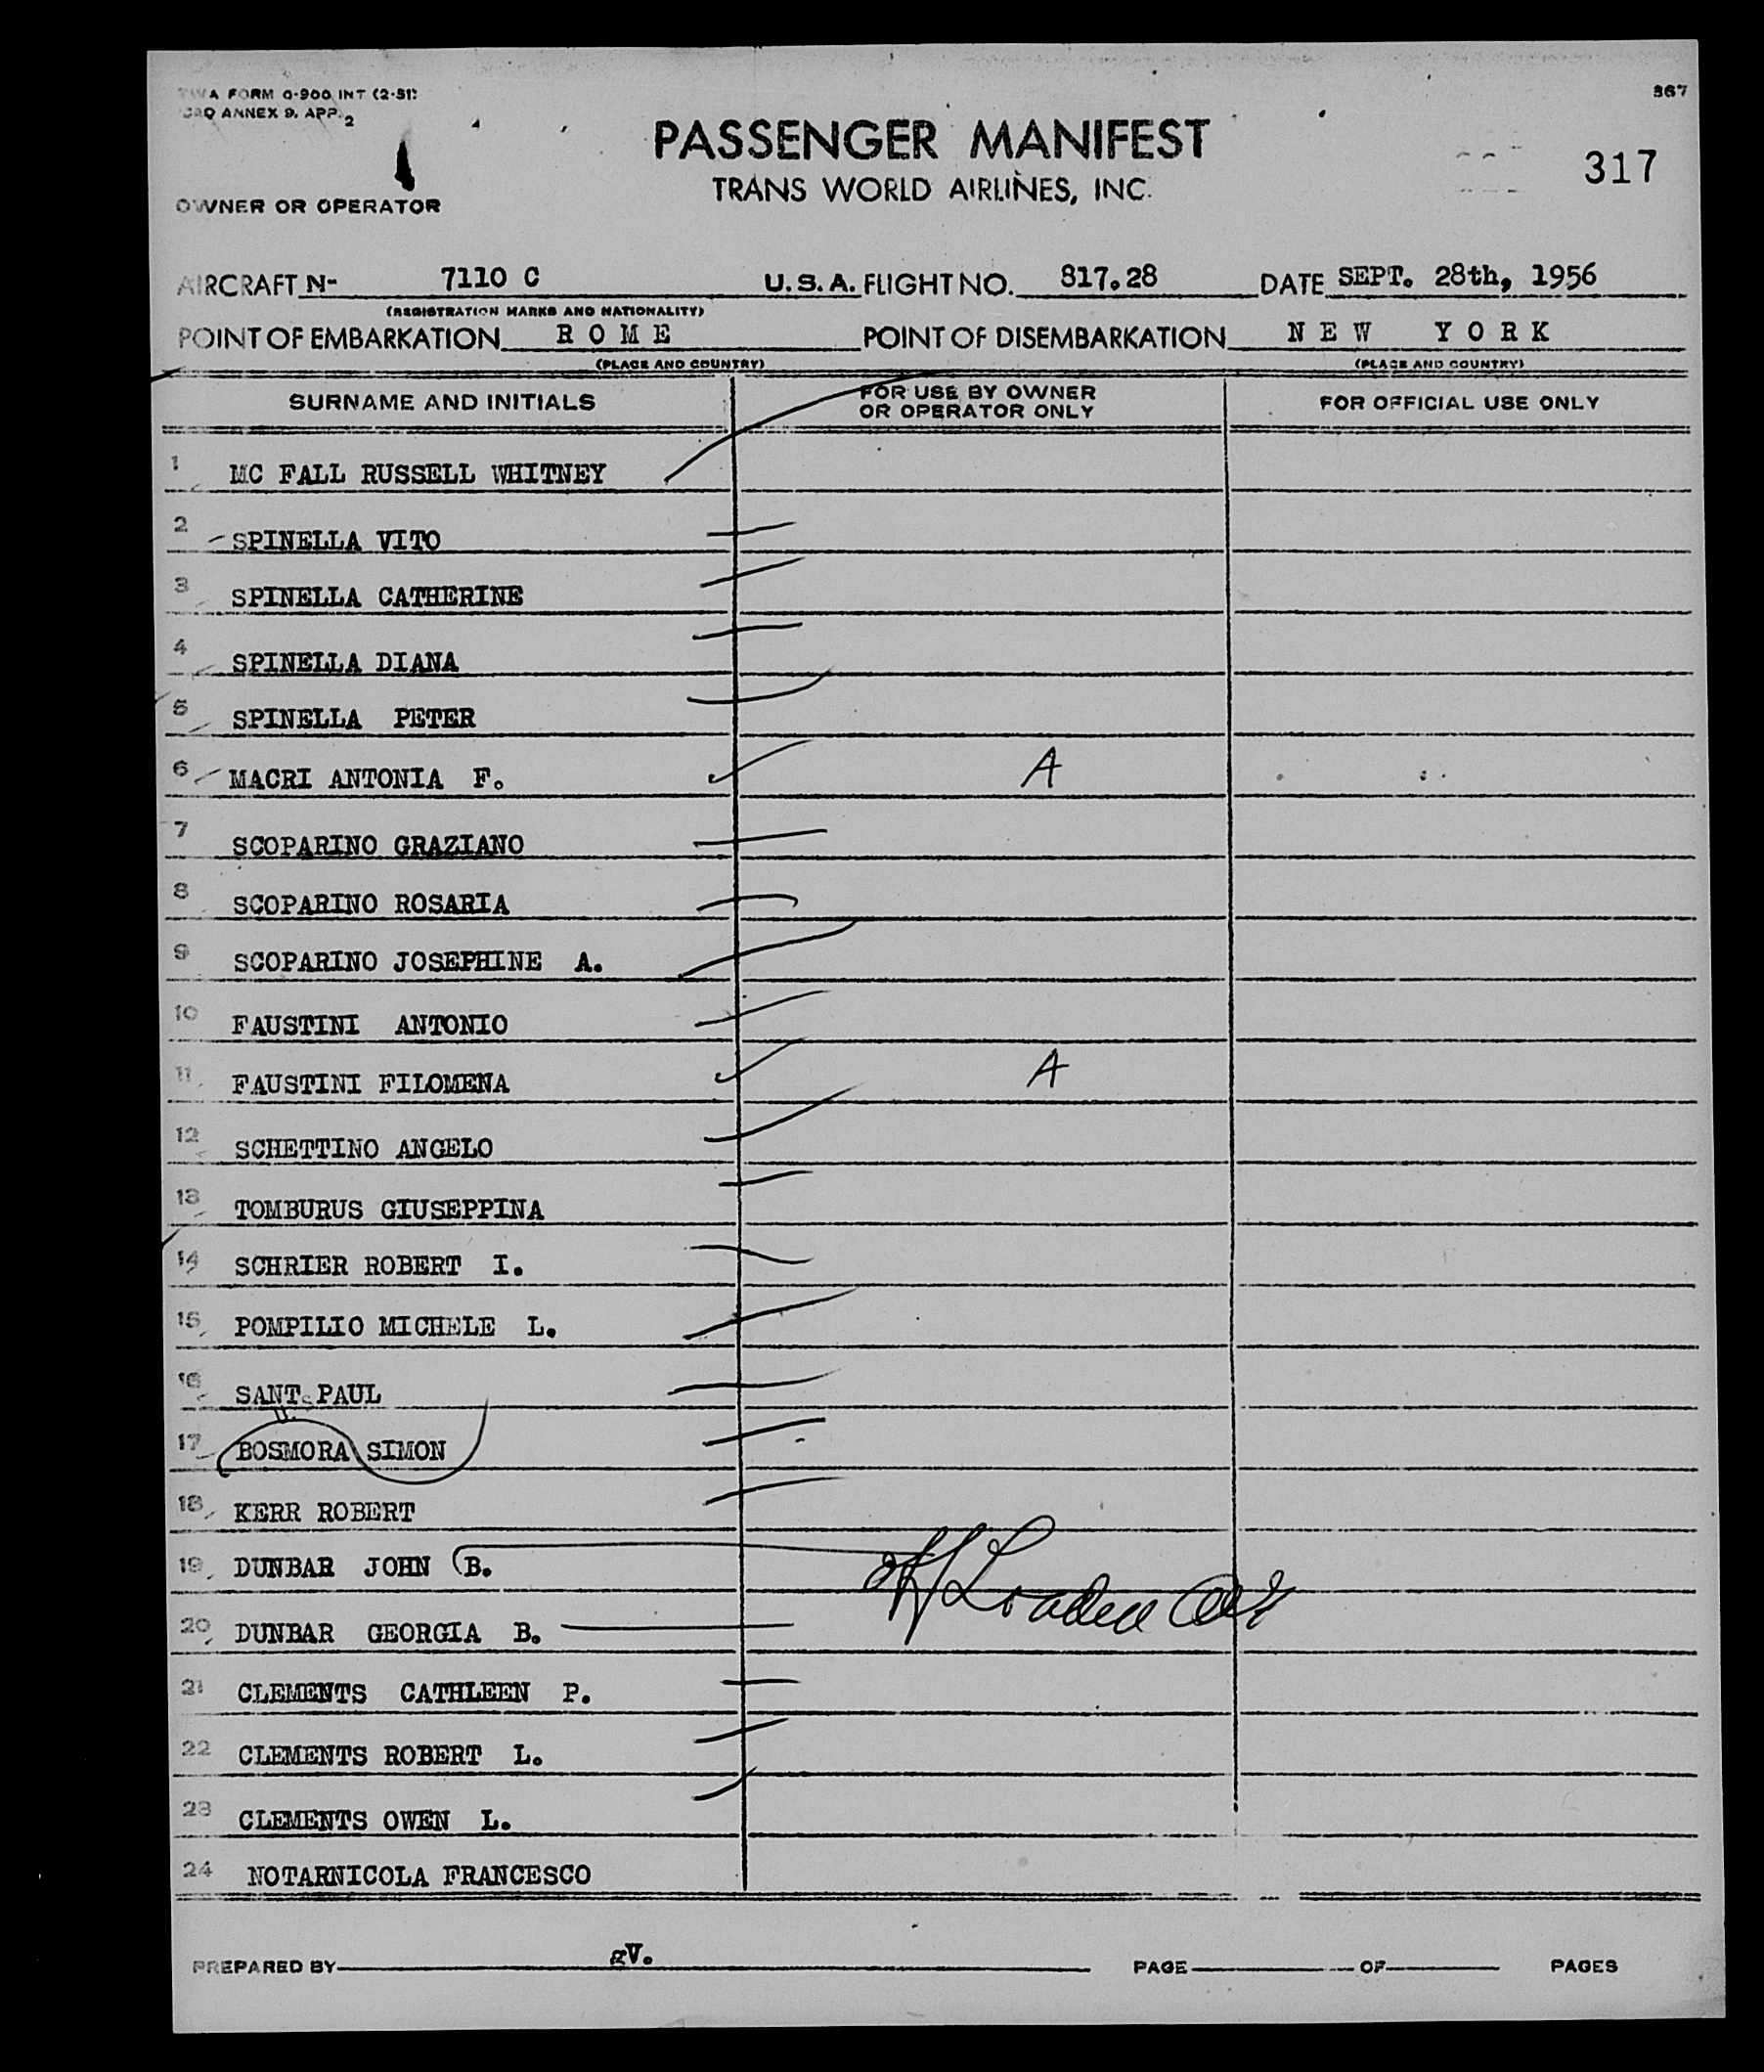 TWA FORM O-900 INT (2-51)
ICAO ANNEX 9. APP. 2
367
PASSENGER MANIFEST
317
TRANS WORLD AIRLINES, INC.
OWNER OR OPERATOR
AIRCRAFT N- 7110 C U.S.A. FLIGHT NO. 817.28 DATE SEPT. 28th, 1956
(REGISTRATION MARKS AND NATIONALITY)
POINT OF EMBARKATION R O M E POINT OF DISEMBARKATION N E W Y O R K
(PLACE AND COUNTRY) (PLACE AND COUNTRY)
SURNAME AND INITIALS FOR USE BY OWNER OR OPERATOR ONLY FOR OFFICIAL USE ONLY
1 MC FALL RUSSELL WHITNEY
2 SPINELLA VITO
3 SPINELLA CATHERINE
4 SPINELLA DIANA
5 SPINELLA PETER
6 MACRI ANTONIA F. A
7 SCOPARINO GRAZIANO
8 SCOPARINO ROSARIA
9 SCOPARINO JOSEPHINE A.
10 FAUSTINI ANTONIO
11 FAUSTINI FILOMENA A
12 SCHETTINO ANGELO
13 TOMBURUS GIUSEPPINA
14 SCHRIER ROBERT I.
15 POMPILIO MICHELE L.
16 SANT PAUL
17 BOSMORA SIMON
18 KERR ROBERT
19 DUNBAR JOHN B.
20 DUNBAR GEORGIA B.
21 CLEMENTS CATHLEEN P.
22 CLEMENTS ROBERT L.
23 CLEMENTS OWEN L.
24 NOTARNICOLA FRANCESCO
PREPARED BY gV. PAGE OF PAGES